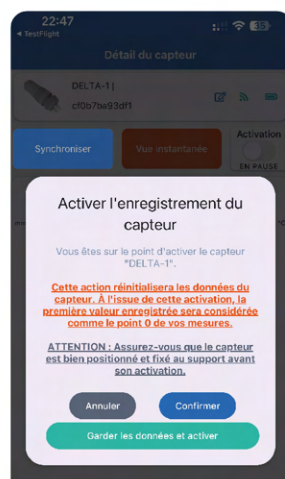 22:47
35
◄ TestFlight
Détail du capteur
DELTA-1 |
cf0b7ba93df1
Synchroniser
Vue instantanée
Activation
EN PAUSE
mm
°C
Activer l'enregistrement du
capteur
Vous êtes sur le point d'activer le capteur
"DELTA-1".
Cette action réinitialisera les données du
capteur. À l'issue de cette activation, la
première valeur enregistrée sera considérée
comme le point 0 de vos mesures.
ATTENTION : Assurez-vous que le capteur
est bien positionné et fixé au support avant
son activation.
Annuler
Confirmer
Garder les données et activer